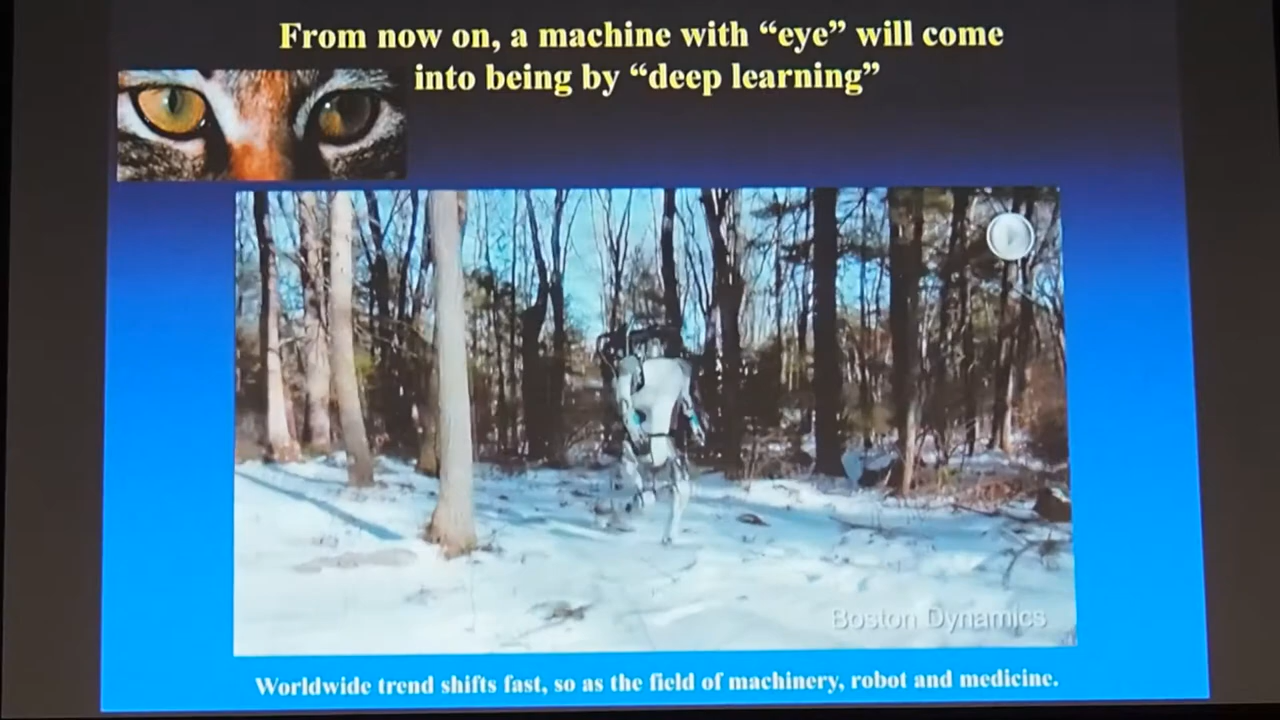 From now on, a machine with “eye” will come
into being by “deep learning”
Boston Dynamics
Worldwide trend shifts fast, so as the field of machinery, robot and medicine.